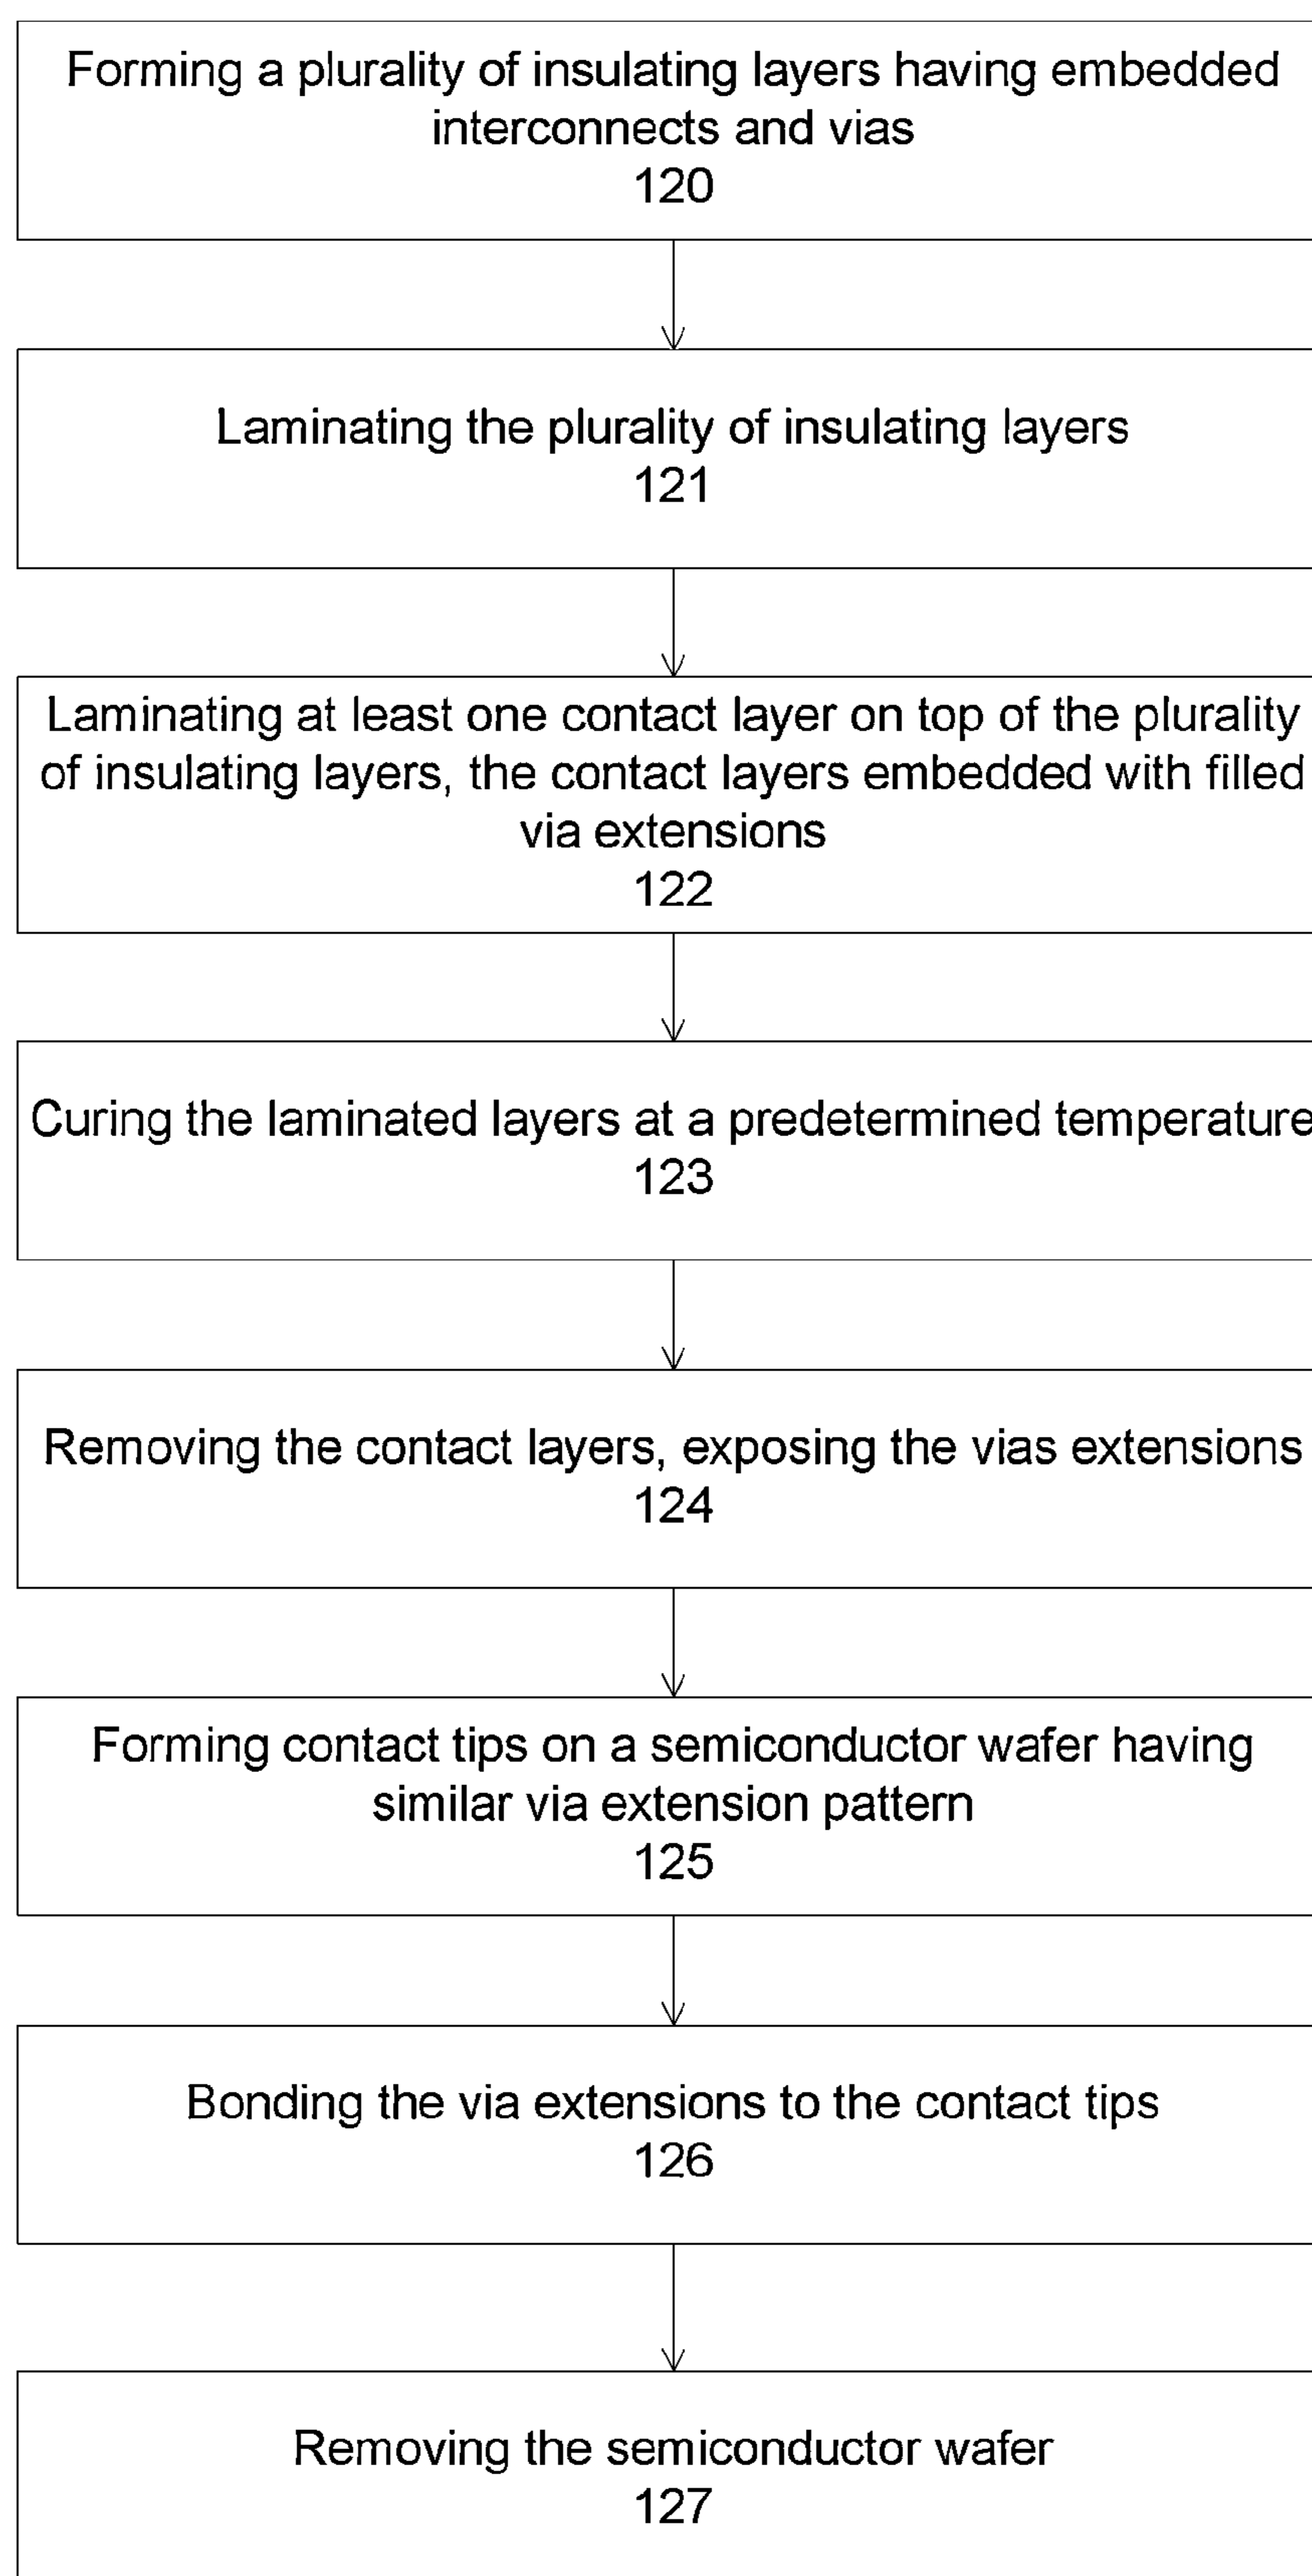 Forming a plurality of insulating layers having embedded
interconnects and vias
120
Laminating the plurality of insulating layers
121
Laminating at least one contact layer on top of the plurality
of insulating layers, the contact layers embedded with filled
via extensions
122
Curing the laminated layers at a predetermined temperature
123
Removing the contact layers, exposing the vias extensions
124
Forming contact tips on a semiconductor wafer having
similar via extension pattern
125
Bonding the via extensions to the contact tips
126
Removing the semiconductor wafer
127